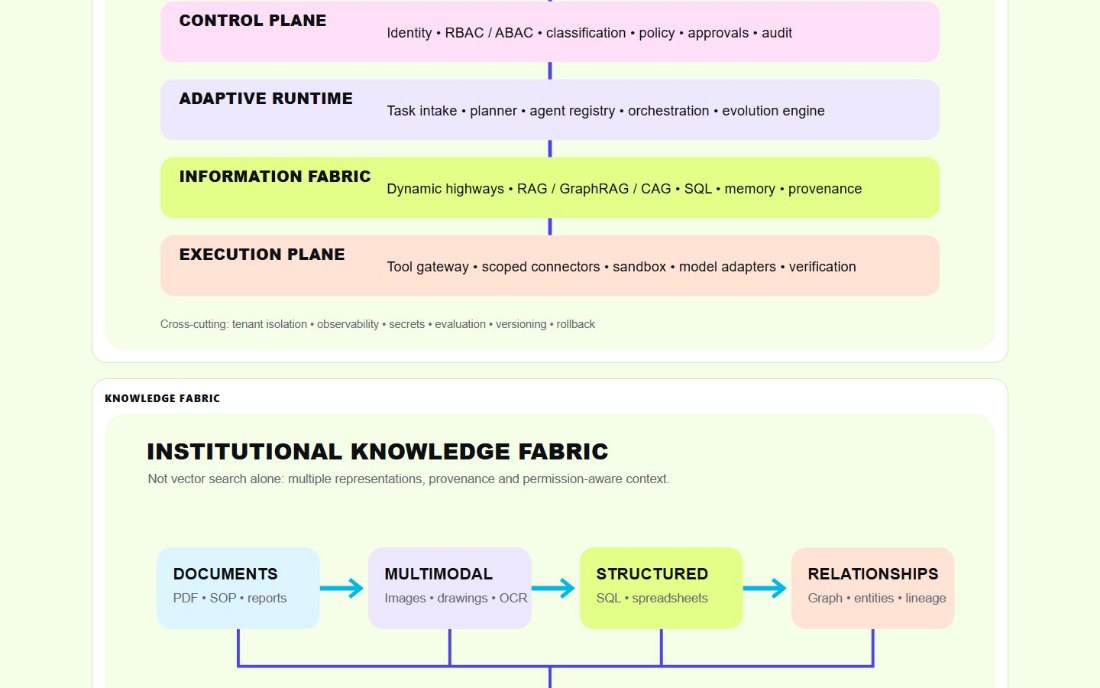 CONTROL PLANE
Identity • RBAC / ABAC • classification • policy • approvals • audit
ADAPTIVE RUNTIME
Task intake • planner • agent registry • orchestration • evolution engine
INFORMATION FABRIC
Dynamic highways • RAG / GraphRAG / CAG • SQL • memory • provenance
EXECUTION PLANE
Tool gateway • scoped connectors • sandbox • model adapters • verification
Cross-cutting: tenant isolation • observability • secrets • evaluation • versioning • rollback
KNOWLEDGE FABRIC
INSTITUTIONAL KNOWLEDGE FABRIC
Not vector search alone: multiple representations, provenance and permission-aware context.
DOCUMENTS
PDF • SOP • reports
MULTIMODAL
Images • drawings • OCR
STRUCTURED
SQL • spreadsheets
RELATIONSHIPS
Graph • entities • lineage